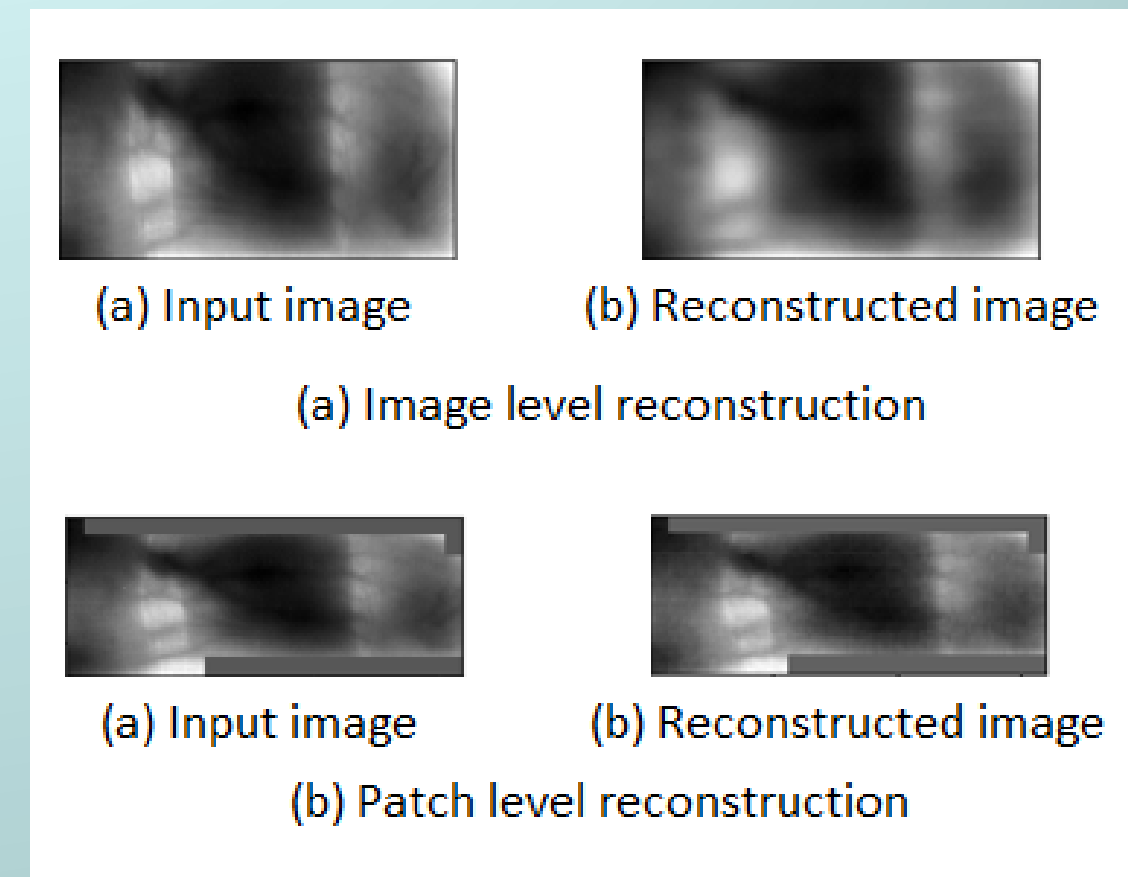 (a) Input image
(b) Reconstructed image
(a) Image level reconstruction
(a) Input image
(b) Reconstructed image
(b) Patch level reconstruction